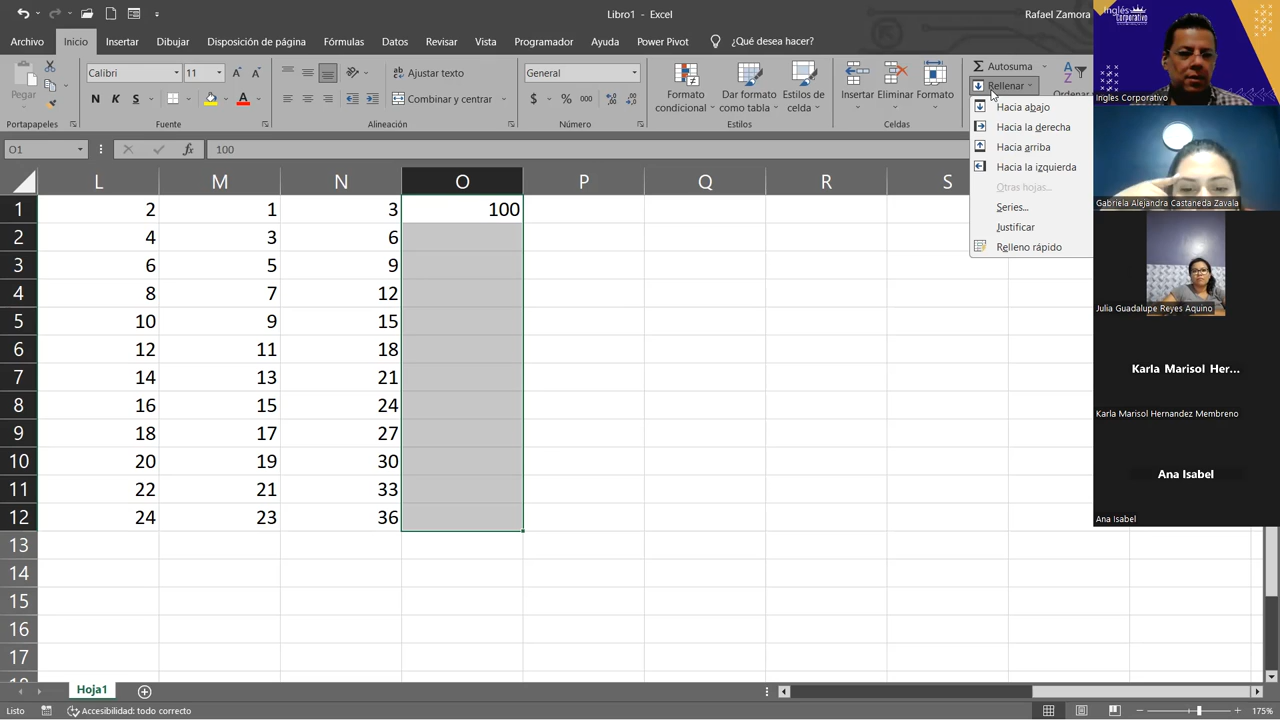 Libro1 - Excel
Rafael Zamora
Archivo Inicio Insertar Dibujar Disposición de página Fórmulas Datos Revisar Vista Programador Ayuda Power Pivot ¿Qué desea hacer?
Pegar
Calibri 11 A A
N K S A
Ajustar texto
Combinar y centrar
General
$ % 000
Formato condicional
Dar formato como tabla
Estilos de celda
Insertar Eliminar Formato
Autosuma
Rellenar
Ordenar
Portapapeles Fuente Alineación Número Estilos Celdas
Hacia abajo
Hacia la derecha
Hacia arriba
Hacia la izquierda
Otras hojas...
Series...
Justificar
Relleno rápido
O1 fx 100
L M N O P Q R S
1 2 1 3 100
2 4 3 6
3 6 5 9
4 8 7 12
5 10 9 15
6 12 11 18
7 14 13 21
8 16 15 24
9 18 17 27
10 20 19 30
11 22 21 33
12 24 23 36
13
14
15
16
17
Hoja1
Listo Accesibilidad: todo correcto 175%
Inglés
Corporativo
Ingles Corporativo
Gabriela Alejandra Castaneda Zavala
Julia Guadalupe Reyes Aquino
Karla Marisol Her...
Karla Marisol Hernandez Membreno
Ana Isabel
Ana Isabel